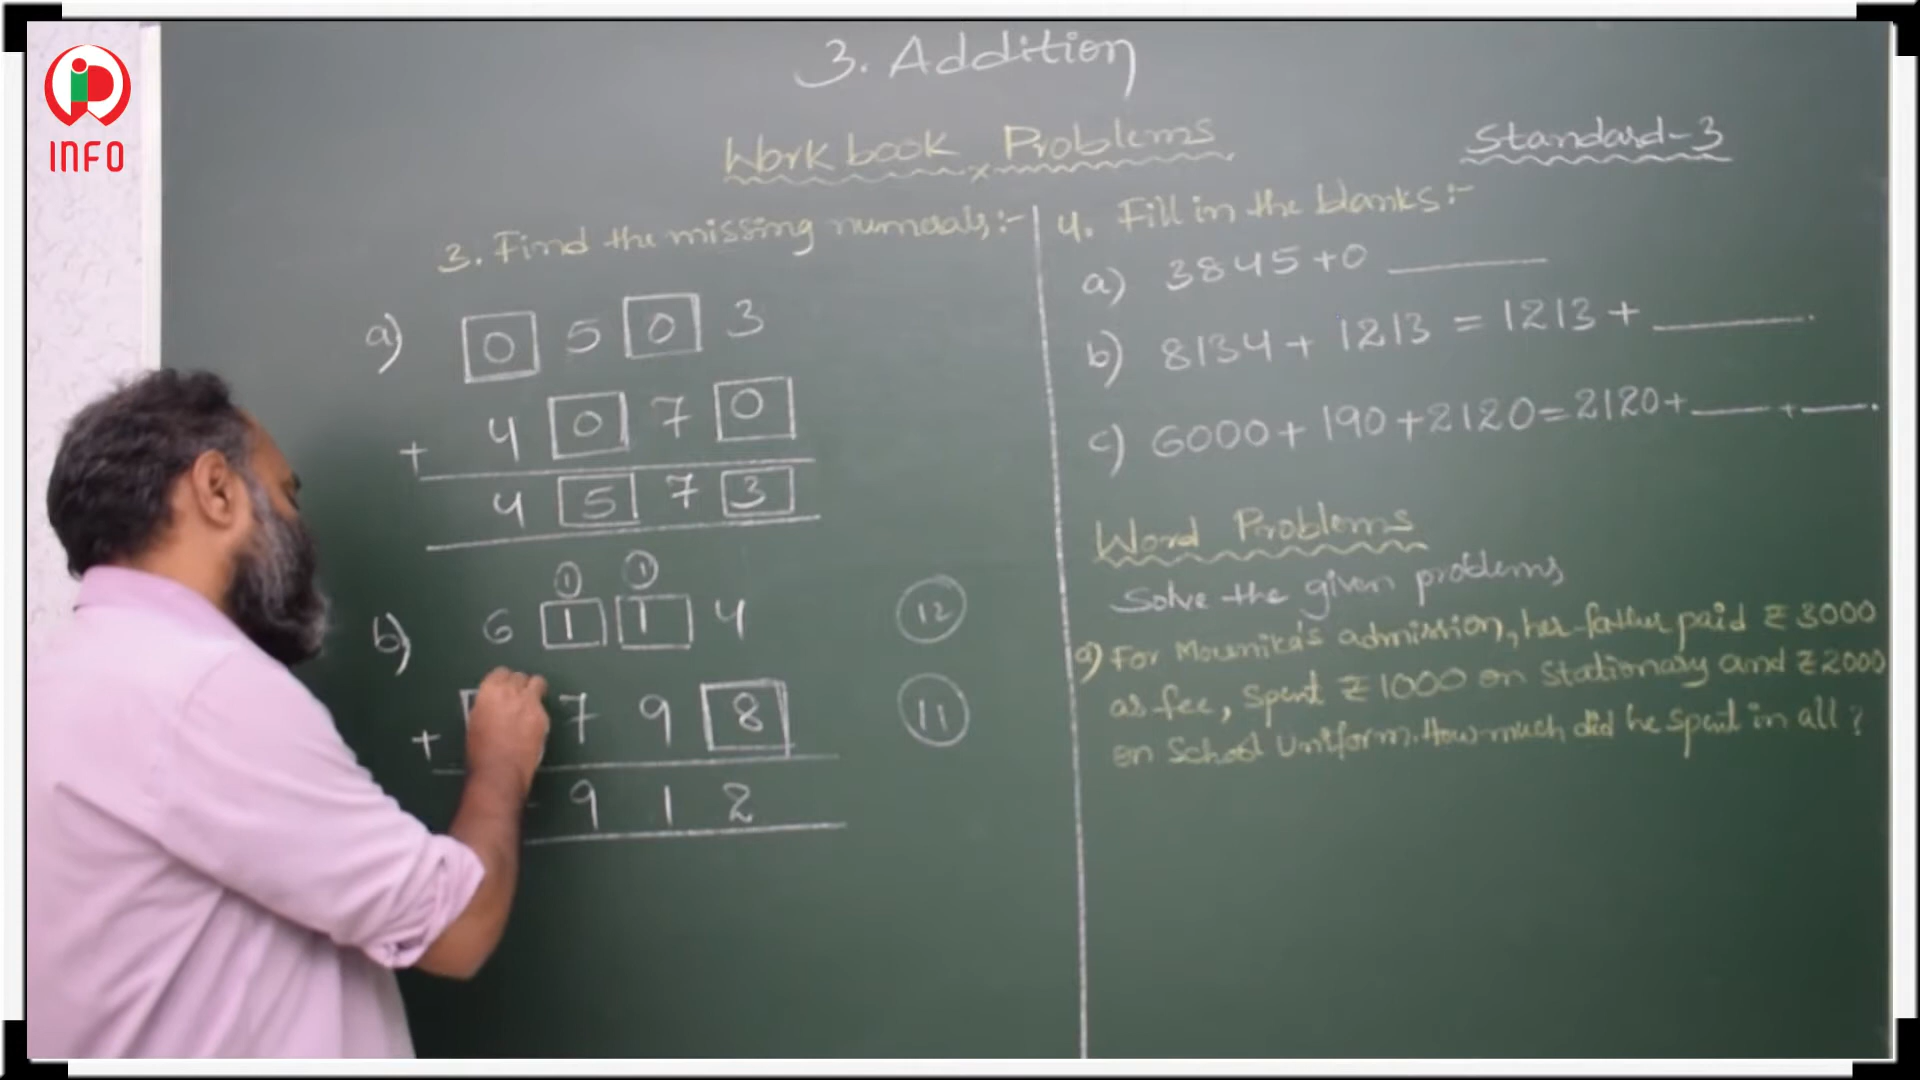 INFO
3. Addition
Work book Problems
Standard-3
3. Find the missing numerals:-
a) 0 5 0 3
+ 4 0 7 0
4 5 7 3
1 1
b) 6 1 1 4
+ 7 9 8
9 1 2
12
11
4. Fill in the blanks:-
a) 3845+0 ______
b) 8134+ 1213 = 1213 + ______.
c) 6000+ 190+2120=2120+____+____.
Word Problems
Solve the given problems
a) For Mounika's admission, her father paid ₹ 3000
as fee, spent ₹ 1000 on stationary and ₹2000
on School Uniform. How much did he spent in all?